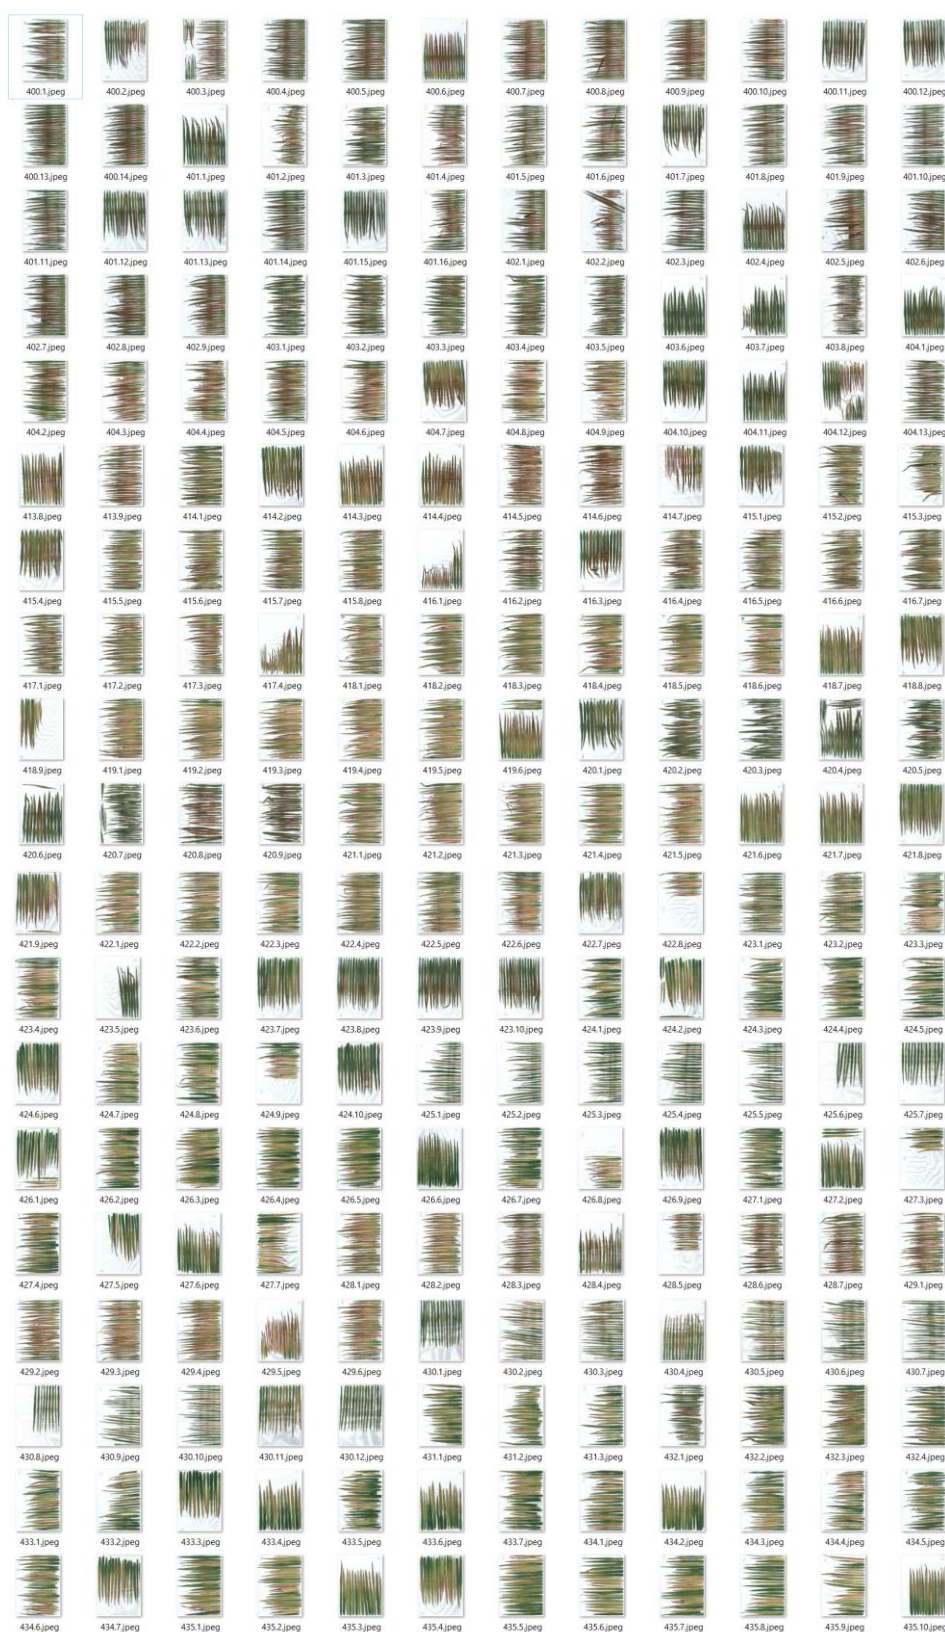 400.1.jpeg 400.2.jpeg 400.3.jpeg 400.4.jpeg 400.5.jpeg 400.6.jpeg 400.7.jpeg 400.8.jpeg 400.9.jpeg 400.10.jpeg 400.11.jpeg 400.12.jpeg
400.13.jpeg 400.14.jpeg 401.1.jpeg 401.2.jpeg 401.3.jpeg 401.4.jpeg 401.5.jpeg 401.6.jpeg 401.7.jpeg 401.8.jpeg 401.9.jpeg 401.10.jpeg
401.11.jpeg 401.12.jpeg 401.13.jpeg 401.14.jpeg 401.15.jpeg 401.16.jpeg 402.1.jpeg 402.2.jpeg 402.3.jpeg 402.4.jpeg 402.5.jpeg 402.6.jpeg
402.7.jpeg 402.8.jpeg 402.9.jpeg 403.1.jpeg 403.2.jpeg 403.3.jpeg 403.4.jpeg 403.5.jpeg 403.6.jpeg 403.7.jpeg 403.8.jpeg 404.1.jpeg
404.2.jpeg 404.3.jpeg 404.4.jpeg 404.5.jpeg 404.6.jpeg 404.7.jpeg 404.8.jpeg 404.9.jpeg 404.10.jpeg 404.11.jpeg 404.12.jpeg 404.13.jpeg
413.8.jpeg 413.9.jpeg 414.1.jpeg 414.2.jpeg 414.3.jpeg 414.4.jpeg 414.5.jpeg 414.6.jpeg 414.7.jpeg 415.1.jpeg 415.2.jpeg 415.3.jpeg
415.4.jpeg 415.5.jpeg 415.6.jpeg 415.7.jpeg 415.8.jpeg 416.1.jpeg 416.2.jpeg 416.3.jpeg 416.4.jpeg 416.5.jpeg 416.6.jpeg 416.7.jpeg
417.1.jpeg 417.2.jpeg 417.3.jpeg 417.4.jpeg 418.1.jpeg 418.2.jpeg 418.3.jpeg 418.4.jpeg 418.5.jpeg 418.6.jpeg 418.7.jpeg 418.8.jpeg
418.9.jpeg 419.1.jpeg 419.2.jpeg 419.3.jpeg 419.4.jpeg 419.5.jpeg 419.6.jpeg 420.1.jpeg 420.2.jpeg 420.3.jpeg 420.4.jpeg 420.5.jpeg
420.6.jpeg 420.7.jpeg 420.8.jpeg 420.9.jpeg 421.1.jpeg 421.2.jpeg 421.3.jpeg 421.4.jpeg 421.5.jpeg 421.6.jpeg 421.7.jpeg 421.8.jpeg
421.9.jpeg 422.1.jpeg 422.2.jpeg 422.3.jpeg 422.4.jpeg 422.5.jpeg 422.6.jpeg 422.7.jpeg 422.8.jpeg 423.1.jpeg 423.2.jpeg 423.3.jpeg
423.4.jpeg 423.5.jpeg 423.6.jpeg 423.7.jpeg 423.8.jpeg 423.9.jpeg 423.10.jpeg 424.1.jpeg 424.2.jpeg 424.3.jpeg 424.4.jpeg 424.5.jpeg
424.6.jpeg 424.7.jpeg 424.8.jpeg 424.9.jpeg 424.10.jpeg 425.1.jpeg 425.2.jpeg 425.3.jpeg 425.4.jpeg 425.5.jpeg 425.6.jpeg 425.7.jpeg
426.1.jpeg 426.2.jpeg 426.3.jpeg 426.4.jpeg 426.5.jpeg 426.6.jpeg 426.7.jpeg 426.8.jpeg 426.9.jpeg 427.1.jpeg 427.2.jpeg 427.3.jpeg
427.4.jpeg 427.5.jpeg 427.6.jpeg 427.7.jpeg 428.1.jpeg 428.2.jpeg 428.3.jpeg 428.4.jpeg 428.5.jpeg 428.6.jpeg 428.7.jpeg 429.1.jpeg
429.2.jpeg 429.3.jpeg 429.4.jpeg 429.5.jpeg 429.6.jpeg 430.1.jpeg 430.2.jpeg 430.3.jpeg 430.4.jpeg 430.5.jpeg 430.6.jpeg 430.7.jpeg
430.8.jpeg 430.9.jpeg 430.10.jpeg 430.11.jpeg 430.12.jpeg 431.1.jpeg 431.2.jpeg 431.3.jpeg 432.1.jpeg 432.2.jpeg 432.3.jpeg 432.4.jpeg
433.1.jpeg 433.2.jpeg 433.3.jpeg 433.4.jpeg 433.5.jpeg 433.6.jpeg 433.7.jpeg 434.1.jpeg 434.2.jpeg 434.3.jpeg 434.4.jpeg 434.5.jpeg
434.6.jpeg 434.7.jpeg 435.1.jpeg 435.2.jpeg 435.3.jpeg 435.4.jpeg 435.5.jpeg 435.6.jpeg 435.7.jpeg 435.8.jpeg 435.9.jpeg 435.10.jpeg